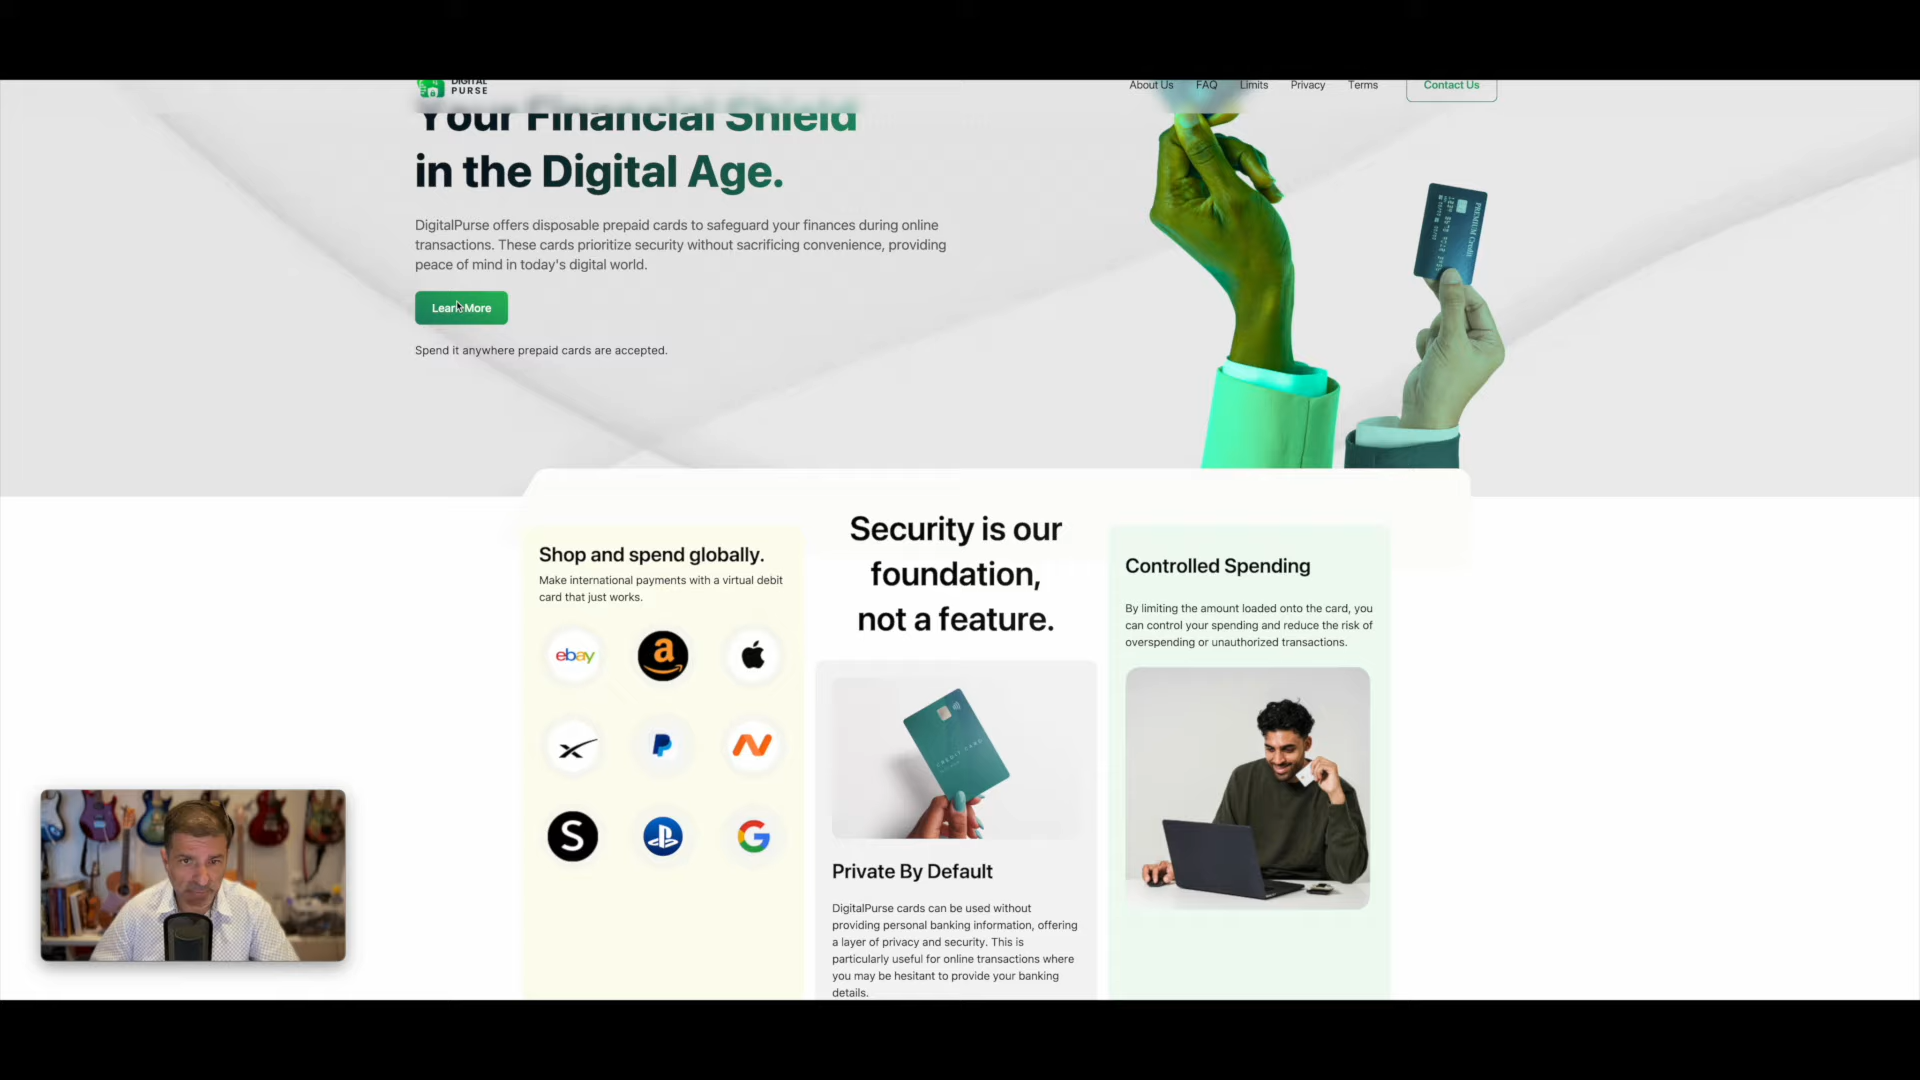 DIGITAL
PURSE
About Us
FAQ
Limits
Privacy
Terms
Contact Us
Your Financial Shield
in the Digital Age.
DigitalPurse offers disposable prepaid cards to safeguard your finances during online
transactions. These cards prioritize security without sacrificing convenience, providing
peace of mind in today's digital world.
Learn More
Spend it anywhere prepaid cards are accepted.
Shop and spend globally.
Make international payments with a virtual debit
card that just works.
ebay
a
P
S
G
Security is our
foundation,
not a feature.
CREDIT CARD
Private By Default
DigitalPurse cards can be used without
providing personal banking information, offering
a layer of privacy and security. This is
particularly useful for online transactions where
you may be hesitant to provide your banking
details.
Controlled Spending
By limiting the amount loaded onto the card, you
can control your spending and reduce the risk of
overspending or unauthorized transactions.